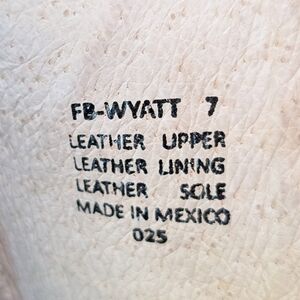 FB-WYATT 7
LEATHER UPPER
LEATHER LINING
LEATHER SOLE
MADE IN MEXICO
025